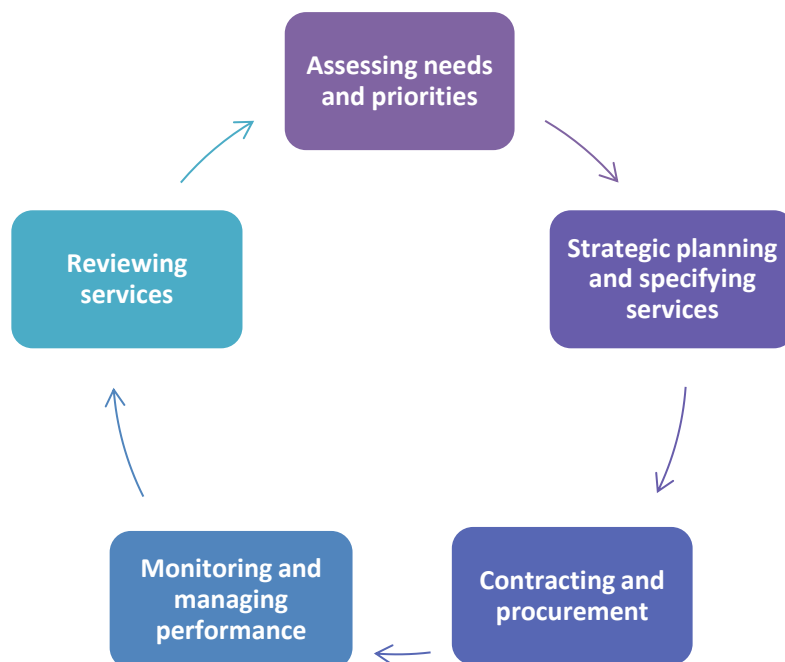 Assessing needs
and priorities
Strategic planning
and specifying
services
Contracting and
procurement
Monitoring and
managing
performance
Reviewing
services